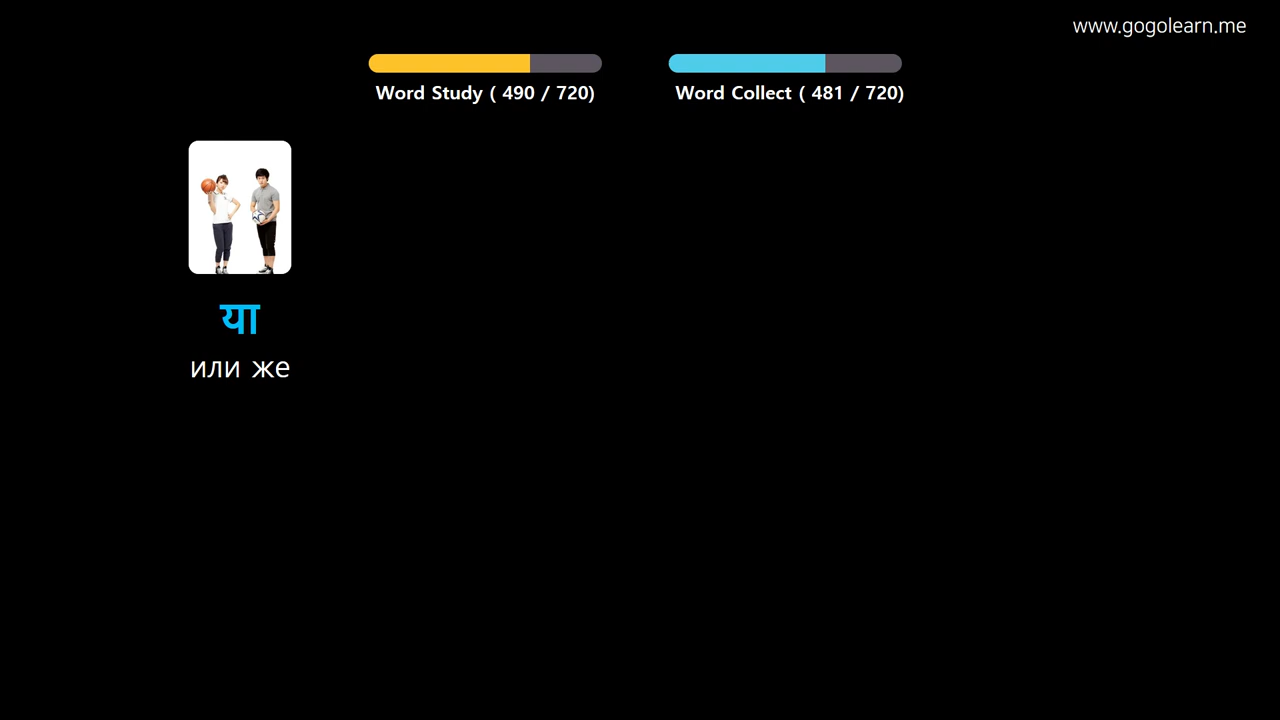 www.gogolearn.me
Word Study ( 490 / 720)
Word Collect ( 481 / 720)
या
или же